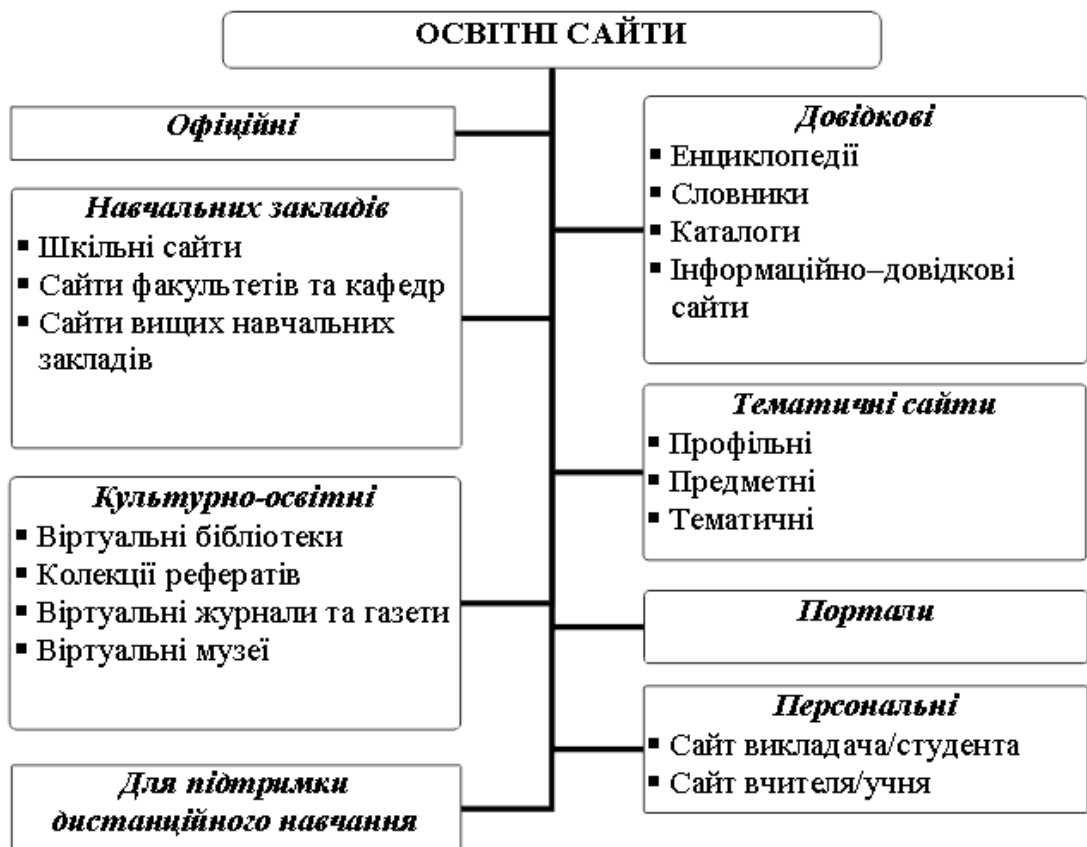 ОСВІТНІ САЙТИ
Офіційні
Навчальних закладів
▪ Шкільні сайти
▪ Сайти факультетів та кафедр
▪ Сайти вищих навчальних
закладів
Культурно-освітні
▪ Віртуальні бібліотеки
▪ Колекції рефератів
▪ Віртуальні журнали та газети
▪ Віртуальні музеї
Для підтримки
дистанційного навчання
Довідкові
▪ Енциклопедії
▪ Словники
▪ Каталоги
▪ Інформаційно–довідкові
сайти
Тематичні сайти
▪ Профільні
▪ Предметні
▪ Тематичні
Портали
Персональні
▪ Сайт викладача/студента
▪ Сайт вчителя/учня